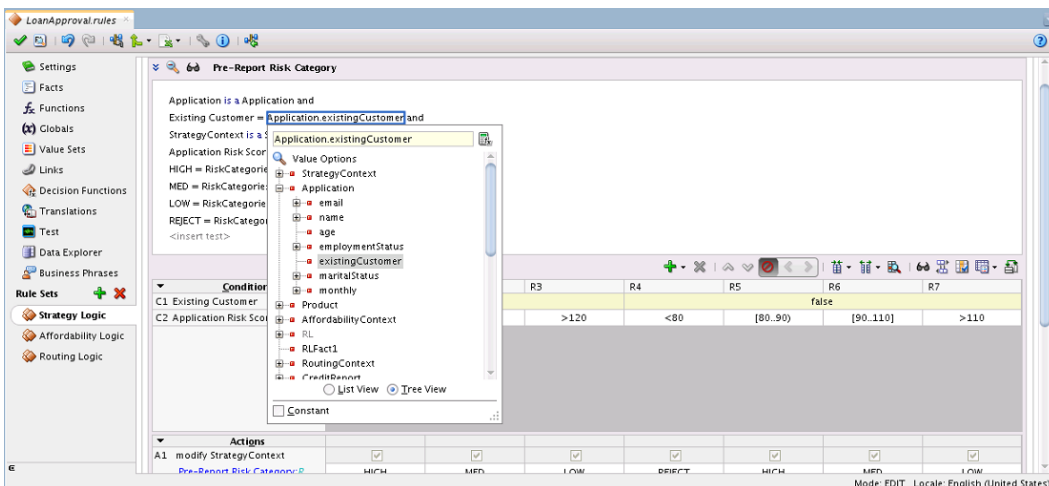 LoanApproval.rules
Settings
Facts
Functions
Globals
Value Sets
Links
Decision Functions
Translations
Test
Data Explorer
Business Phrases
Rule Sets
Strategy Logic
Affordability Logic
Routing Logic
Pre-Report Risk Category
Application is a Application and
Existing Customer = Application.existingCustomer and
StrategyContext is a
Application Risk Scor
HIGH = RiskCategorie
MED = RiskCategorie
LOW = RiskCategorie
REJECT = RiskCategor
<insert test>
Application.existingCustomer
Value Options
StrategyContext
Application
email
name
age
employmentStatus
existingCustomer
maritalStatus
monthly
Product
AffordabilityContext
RL
RLFact1
RoutingContext
CreditReport
List View Tree View
Constant
Condition R3 R4 R5 R6 R7
C1 Existing Customer false
C2 Application Risk Scor >120 <80 [80..90) [90..110] >110
Actions
A1 modify StrategyContext
Pre-Report Risk Category: HIGH MED LOW REJECT HIGH MED LOW
Mode: EDIT Locale: English (United States)